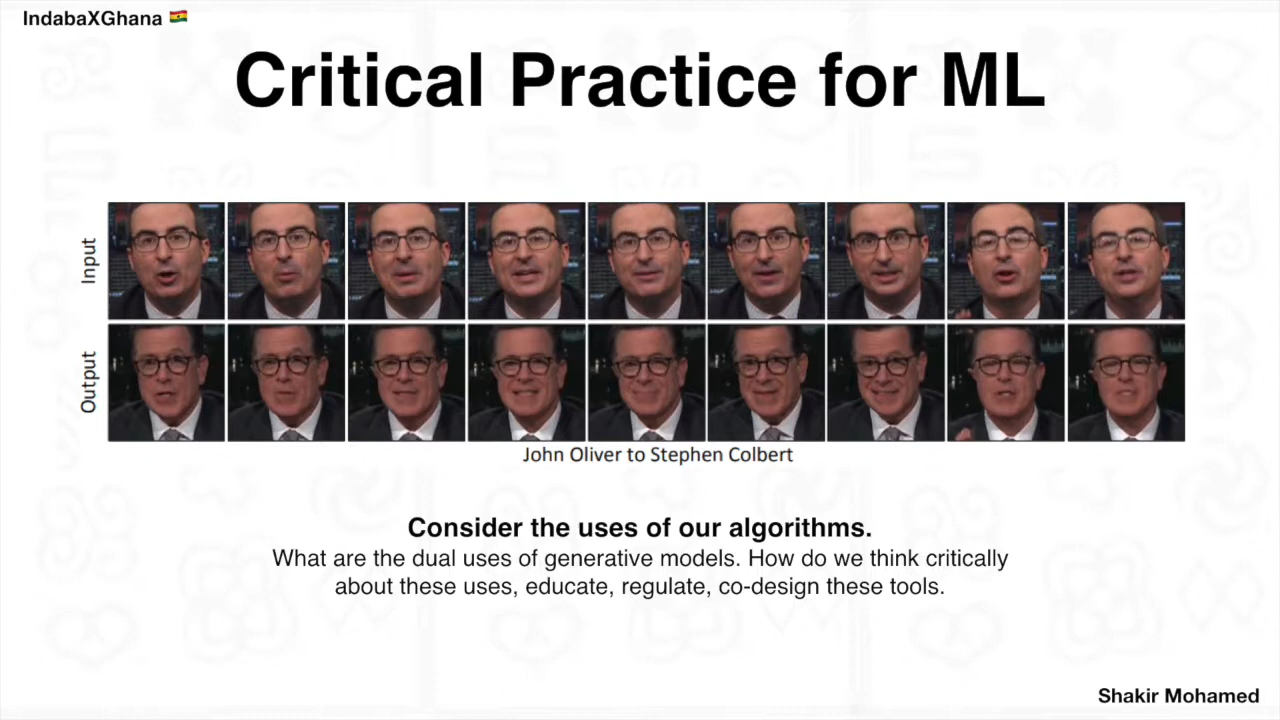 IndabaXGhana 🇬🇭
Critical Practice for ML
Input
Output
John Oliver to Stephen Colbert
Consider the uses of our algorithms.
What are the dual uses of generative models. How do we think critically
about these uses, educate, regulate, co-design these tools.
Shakir Mohamed